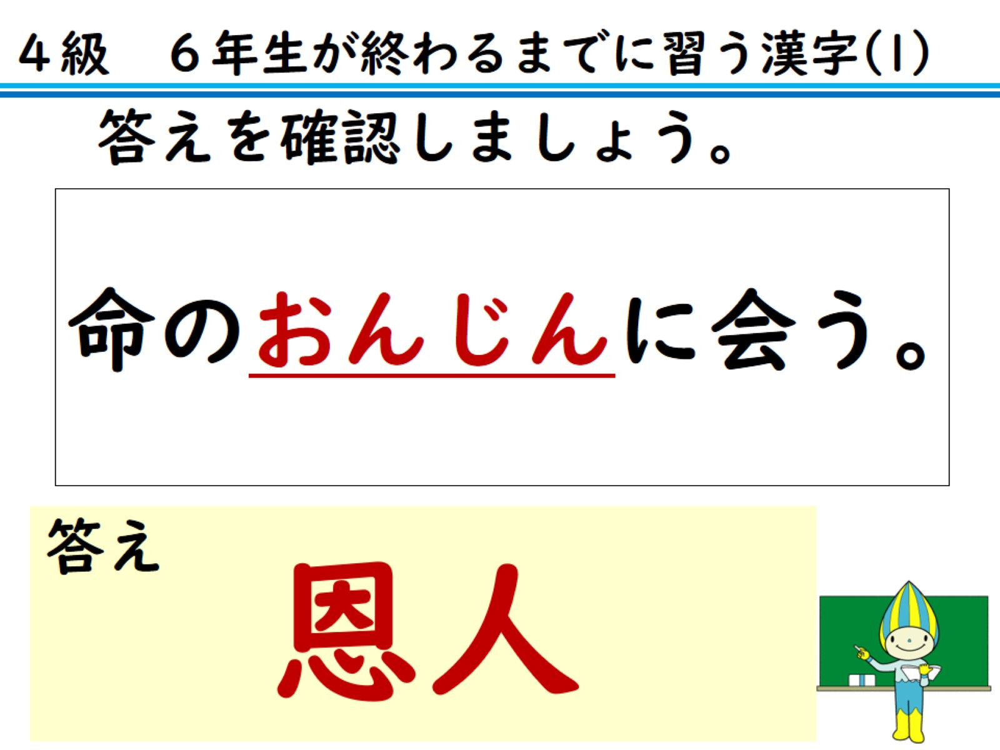 4級　6年生が終わるまでに習う漢字(1)
答えを確認しましょう。
命のおんじんに会う。
答え
恩人